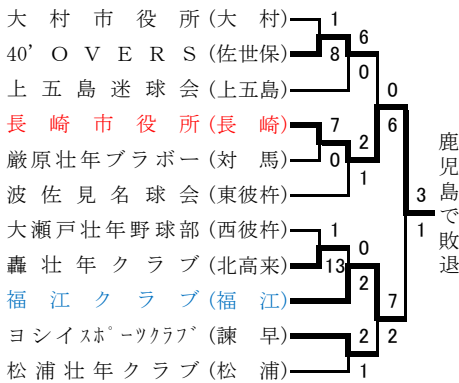 大村市役所(大 村)
40’ O V E R S(佐世保)
上五島迷球会(上五島)
長崎市役所(長 崎)
厳原壮年ブラボー(対 馬)
波佐見名球会(東彼杵)
大瀬戸壮年野球部(西彼杵)
轟壮年クラブ(北高来)
福江クラブ(福江)
ヨシイスポーツクラブ(諫 早)
松浦壮年クラブ(松 浦)
1
8
6
0
7
0
2
1
0
6
1
13
0
2
2
1
7
2
3
1
鹿児島で敗退